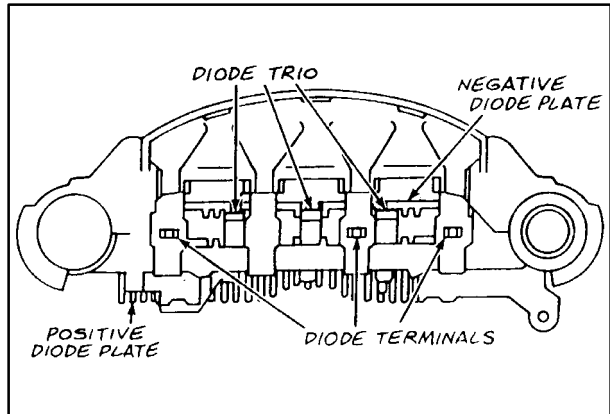 DIODE TRIO
NEGATIVE
DIODE PLATE
POSITIVE
DIODE PLATE
DIODE TERMINALS